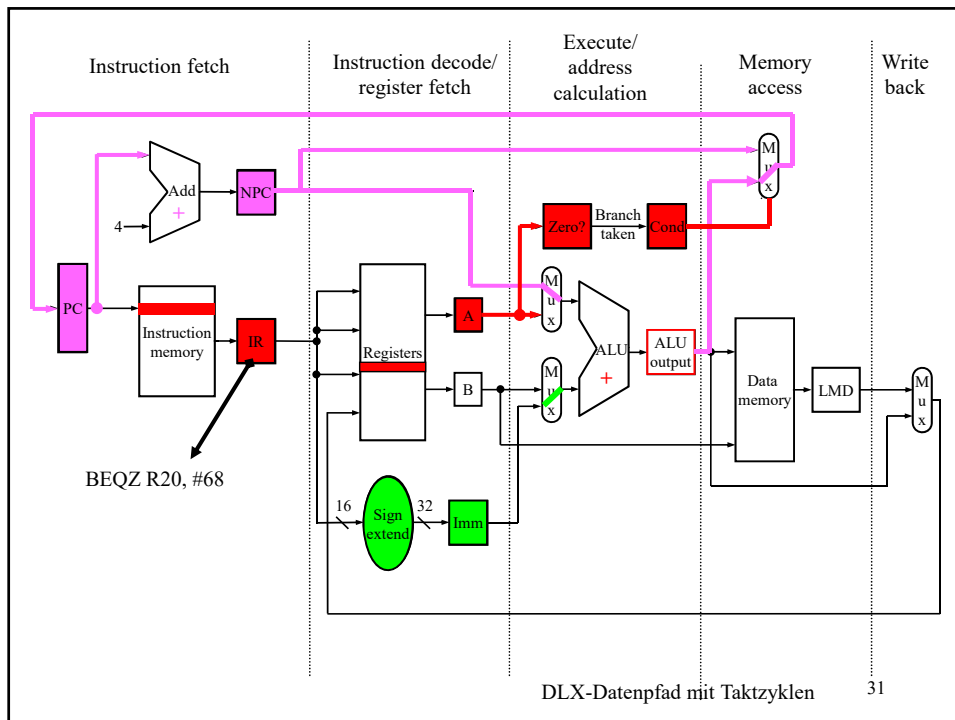 Instruction fetch
Instruction decode/
register fetch
Execute/
address
calculation
Memory
access
Write
back
Add
+
4
NPC
PC
Instruction
memory
IR
BEQZ R20, #68
Registers
A
B
16
Sign
extend
32
Imm
Zero?
Branch
taken
Cond
M
u
x
M
u
x
ALU
+
ALU
output
M
u
x
Data
memory
LMD
M
u
x
DLX-Datenpfad mit Taktzyklen
31